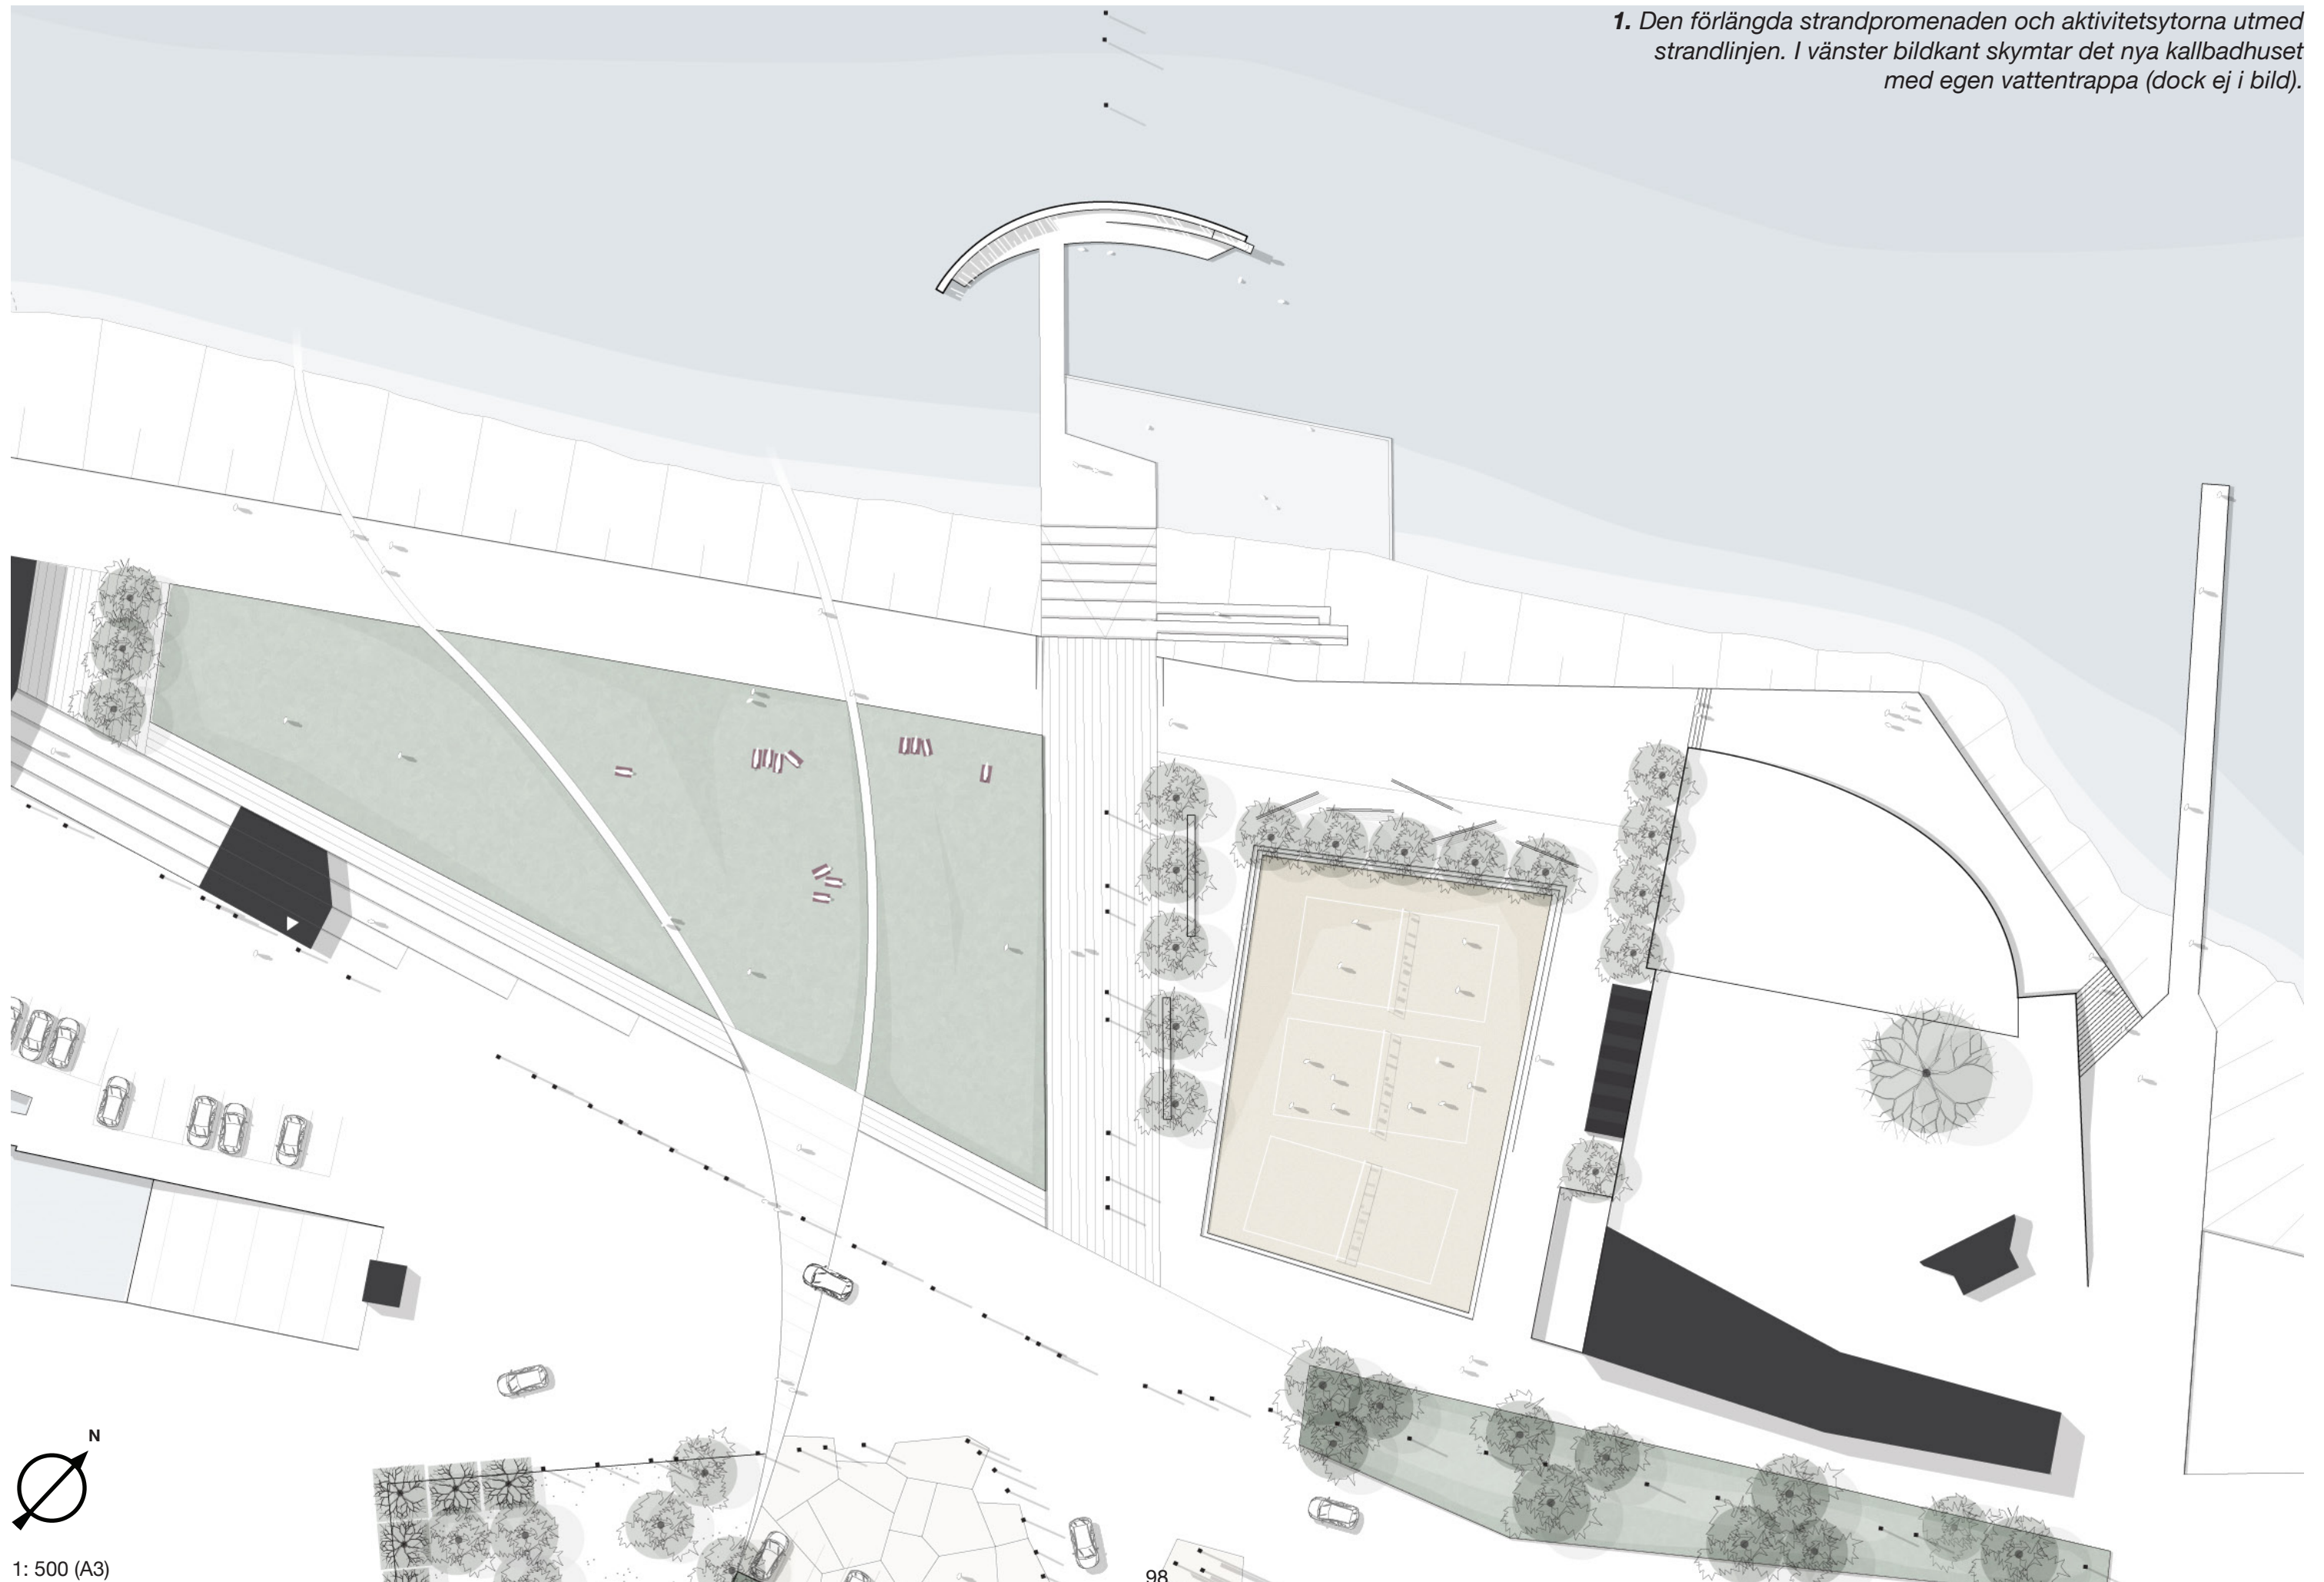 1. Den förlängda strandpromenaden och aktivitetsytorna utmed
strandlinjen. I vänster bildkant skymtar det nya kallbadhuset
med egen vattentrappa (dock ej i bild).
N
1: 500 (A3)
98